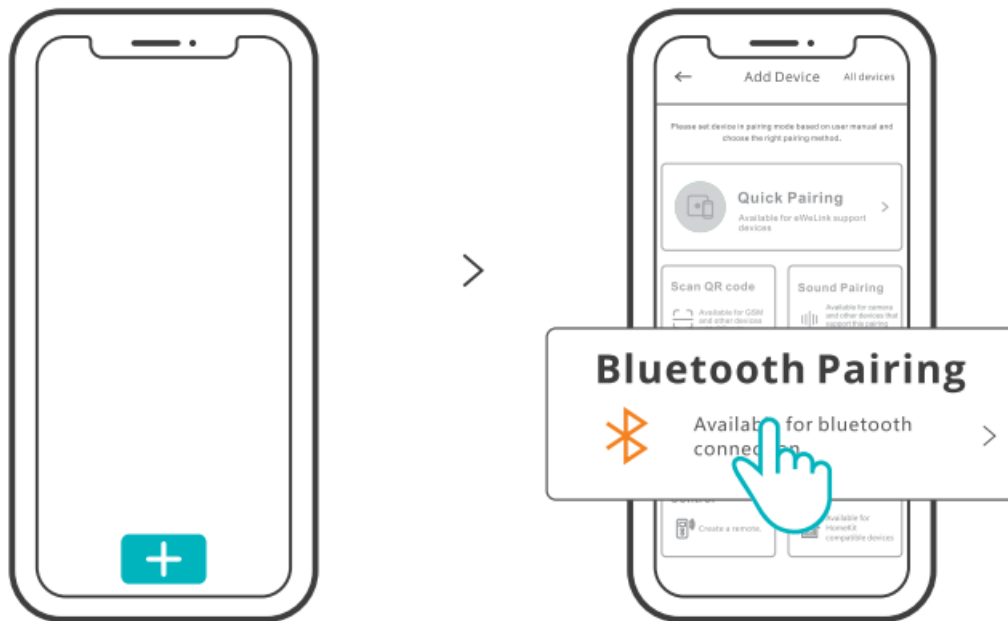 Add Device
All devices
Please set device in pairing mode based on user manual and
choose the right pairing method.
Quick Pairing
Available for eWeLink support
devices
Scan QR code
Available for GSM
and other devices
Sound Pairing
Available for camera
and other devices that
support this pairing
Bluetooth Pairing
Available for bluetooth
connection
Create a remote.
Available for
HomeKit
compatible devices